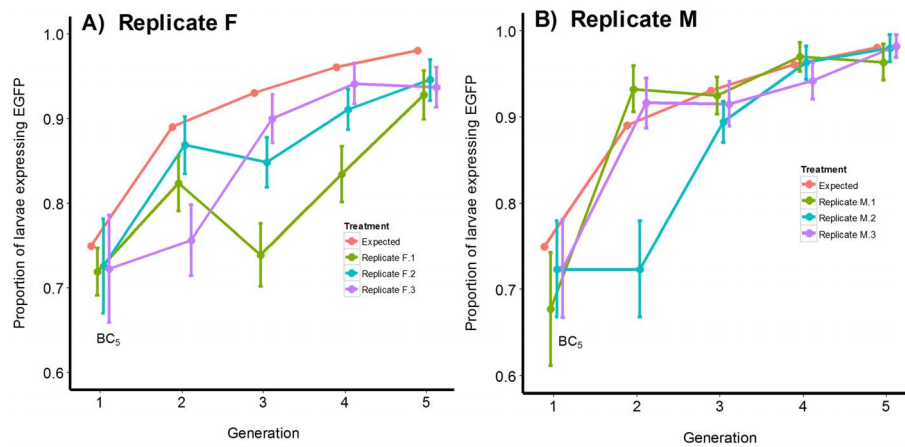 A) Replicate F
Proportion of larvae expressing EGFP
1.0
0.9
0.8
0.7
0.6
Treatment
Expected
Replicate F.1
Replicate F.2
Replicate F.3
BC5
1 2 3 4 5
Generation
B) Replicate M
Proportion of larvae expressing EGFP
1.0
0.9
0.8
0.7
0.6
Treatment
Expected
Replicate M.1
Replicate M.2
Replicate M.3
BC5
1 2 3 4 5
Generation